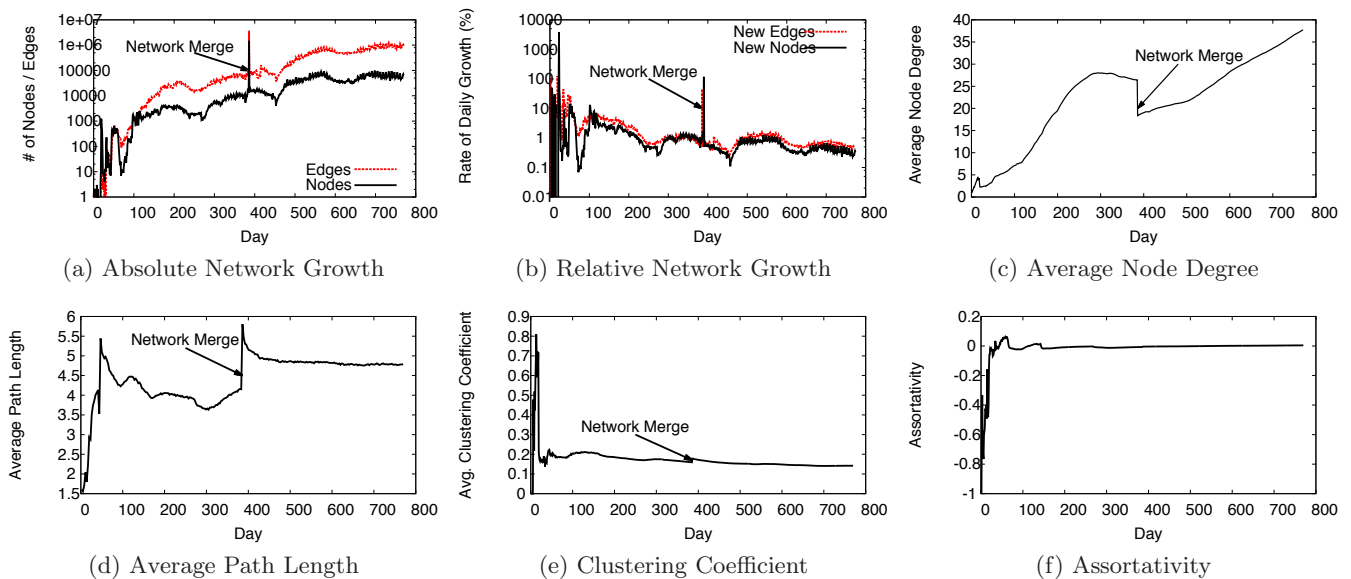 # of Nodes / Edges
1e+07
1e+06
100000
10000
1000
100
10
1
Network Merge
Edges
Nodes
0 100 200 300 400 500 600 700 800
Day
(a) Absolute Network Growth
Rate of Daily Growth (%)
10000
1000
100
10
1
0.1
0.01
New Edges
New Nodes
Network Merge
0 100 200 300 400 500 600 700 800
Day
(b) Relative Network Growth
Average Node Degree
40
35
30
25
20
15
10
5
0
Network Merge
0 100 200 300 400 500 600 700 800
Day
(c) Average Node Degree
Average Path Length
6
5.5
5
4.5
4
3.5
3
2.5
2
1.5
Network Merge
0 100 200 300 400 500 600 700 800
Day
(d) Average Path Length
Avg. Clustering Coefficient
0.9
0.8
0.7
0.6
0.5
0.4
0.3
0.2
0.1
0
Network Merge
0 100 200 300 400 500 600 700 800
Day
(e) Clustering Coefficient
Assortativity
0.2
0
-0.2
-0.4
-0.6
-0.8
-1
0 100 200 300 400 500 600 700 800
Day
(f) Assortativity